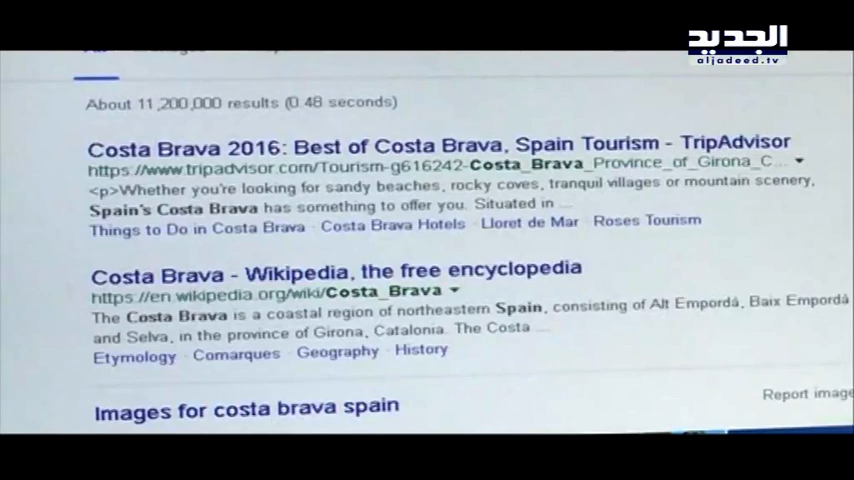 الجديد
aljadeed.tv
About 11,200,000 results (0.48 seconds)
Costa Brava 2016: Best of Costa Brava, Spain Tourism - TripAdvisor
https://www.tripadvisor.com/Tourism-g616242-Costa_Brava_Province_of_Girona_C...
<p>Whether you're looking for sandy beaches, rocky coves, tranquil villages or mountain scenery,
Spain's Costa Brava has something to offer you. Situated in ...
Things to Do in Costa Brava · Costa Brava Hotels · Lloret de Mar · Roses Tourism
Costa Brava - Wikipedia, the free encyclopedia
https://en.wikipedia.org/wiki/Costa_Brava
The Costa Brava is a coastal region of northeastern Spain, consisting of Alt Empordà, Baix Empordà
and Selva, in the province of Girona, Catalonia. The Costa ...
Etymology · Comarques · Geography · History
Images for costa brava spain
Report image